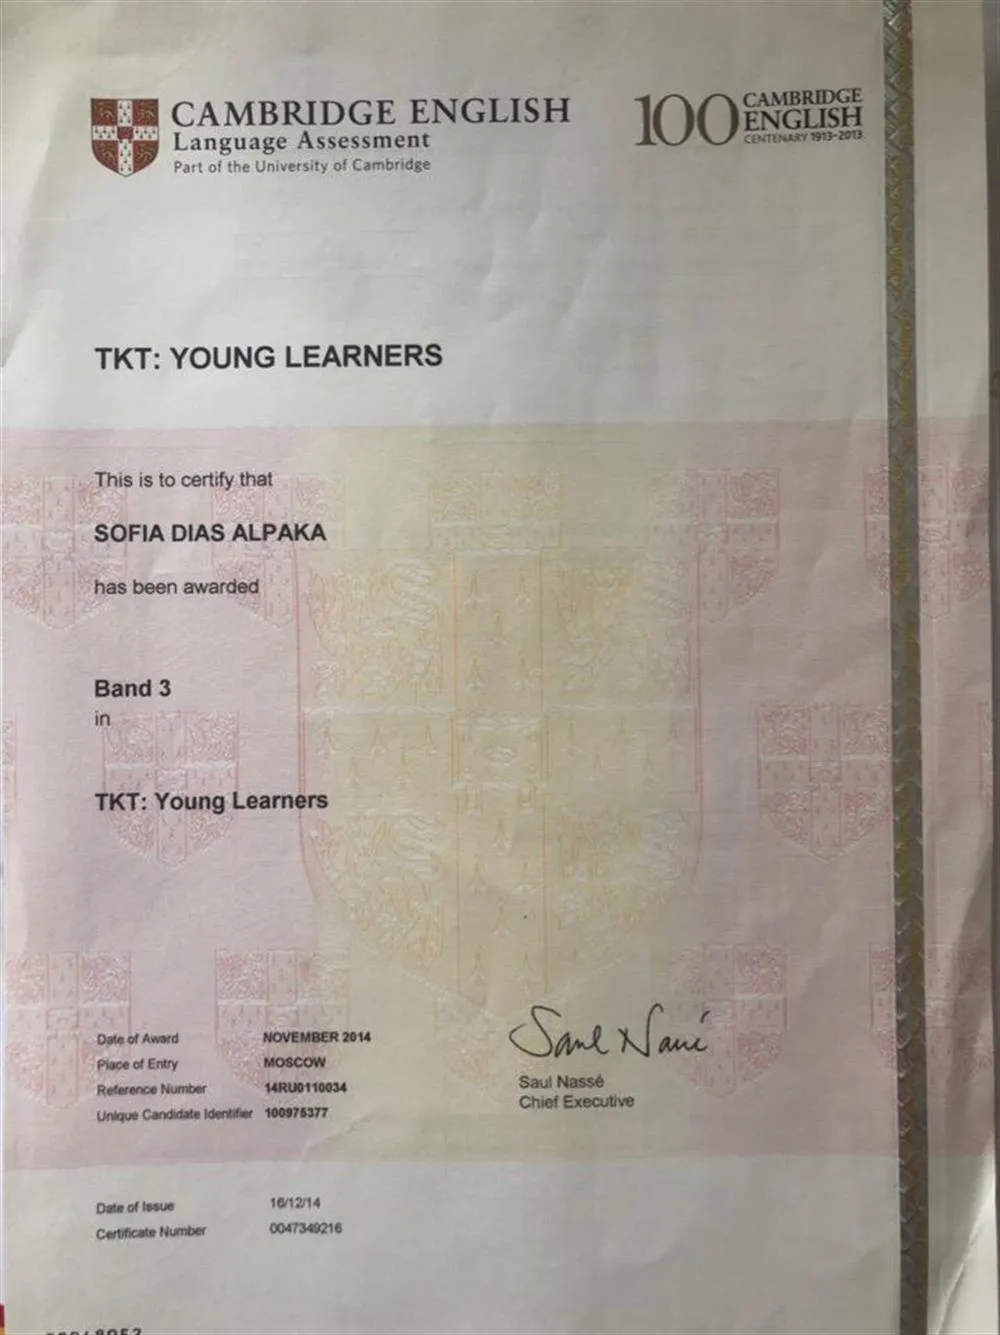 CAMBRIDGE ENGLISH
Language Assessment
Part of the University of Cambridge
100 CAMBRIDGE
ENGLISH
CENTENARY 1913-2013
TKT: YOUNG LEARNERS
This is to certify that
SOFIA DIAS ALPAKA
has been awarded
Band 3
in
TKT: Young Learners
Date of Award NOVEMBER 2014
Place of Entry MOSCOW
Reference Number 14RU0110034
Unique Candidate Identifier 100975377
Saul Nassé
Saul Nassé
Chief Executive
Date of Issue 16/12/14
Certificate Number 0047349216